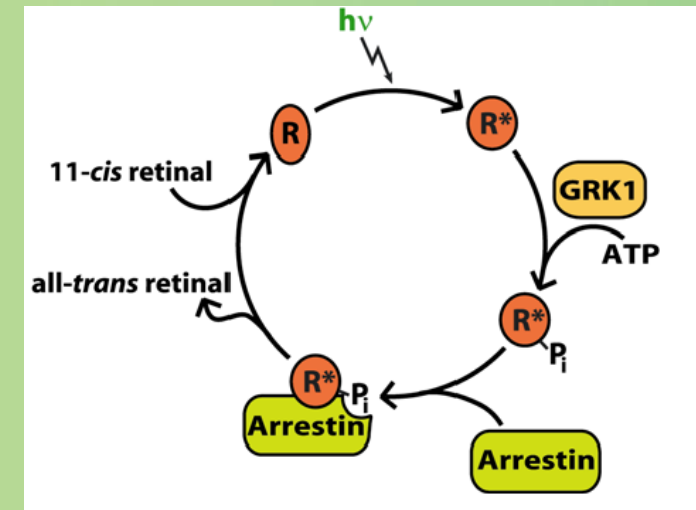 hν
R
R*
11-cis retinal
GRK1
ATP
all-trans retinal
R*
Pi
R*
Pi
Arrestin
Arrestin